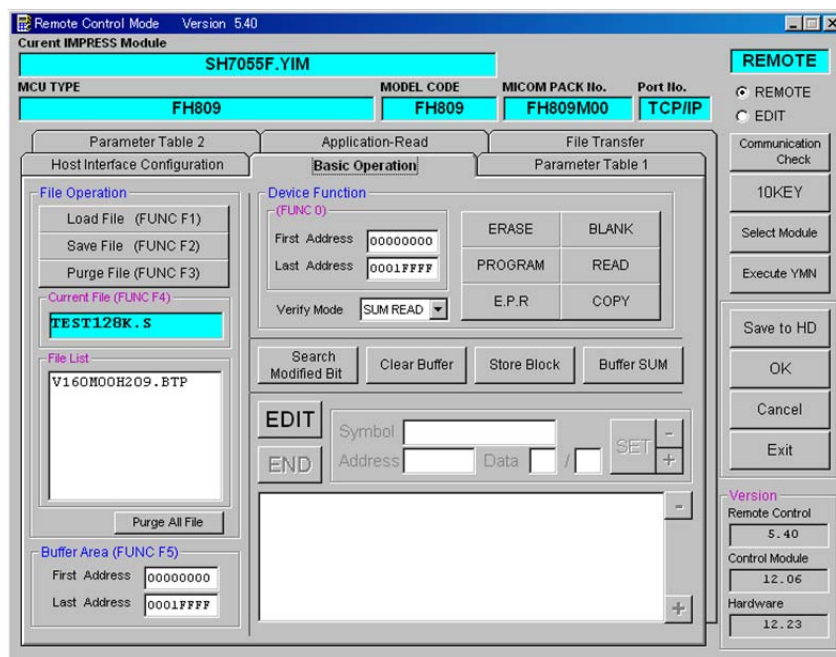 Remote Control Mode Version 5.40
Curent IMPRESS Module
SH7055F.YIM
MCU TYPE
MODEL CODE
MICOM PACK No.
Port No.
FH809
FH809
FH809M00
TCP/IP
REMOTE
REMOTE
EDIT
Parameter Table 2
Application-Read
File Transfer
Host Interface Configuration
Basic Operation
Parameter Table 1
File Operation
Load File (FUNC F1)
Save File (FUNC F2)
Purge File (FUNC F3)
Current File (FUNC F4)
TEST128K.S
File List
V160M00H209.BTP
Purge All File
Buffer Area (FUNC F5)
First Address 00000000
Last Address 0001FFFF
Device Function
(FUNC 0)
First Address 00000000
Last Address 0001FFFF
Verify Mode SUM READ
ERASE
BLANK
PROGRAM
READ
E.P.R
COPY
Search
Modified Bit
Clear Buffer
Store Block
Buffer SUM
EDIT
END
Symbol
Address
Data /
SET
-
+
-
+
Communication
Check
10KEY
Select Module
Execute YMN
Save to HD
OK
Cancel
Exit
Version
Remote Control
5.40
Control Module
12.06
Hardware
12.23